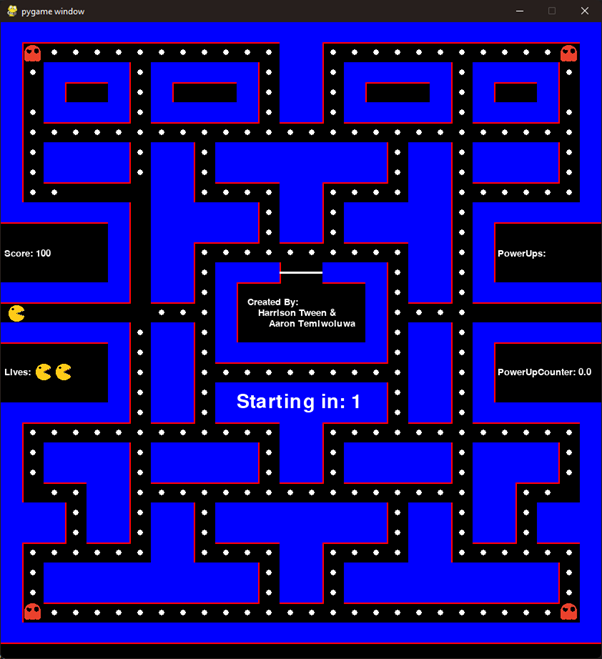 pygame window
Score: 100
PowerUps:
Created By:
Harrison Tween &
Aaron Temiwoluwa
Lives:
PowerUpCounter: 0.0
Starting in: 1